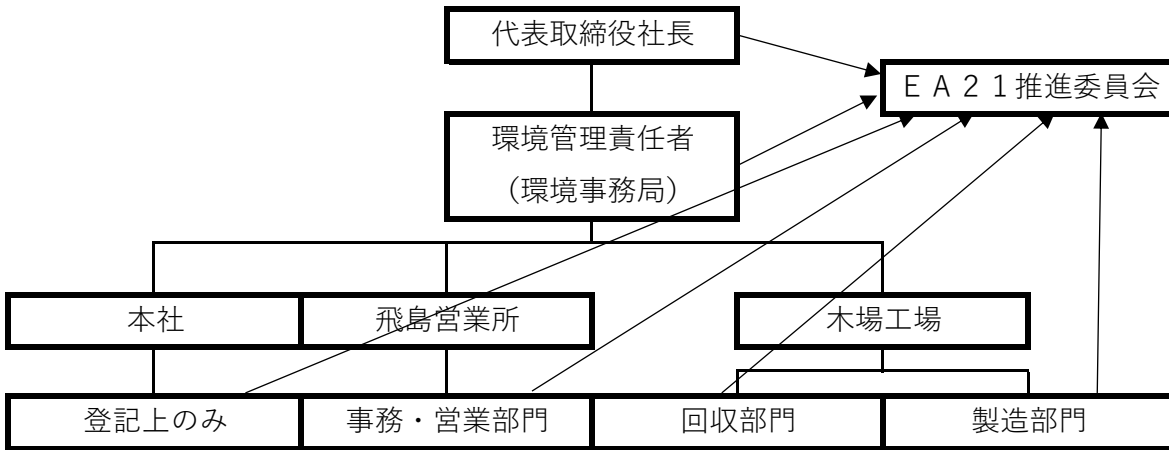 代表取締役社長
ＥＡ２１推進委員会
環境管理責任者
（環境事務局）
本社
飛島営業所
木場工場
登記上のみ
事務・営業部門
回収部門
製造部門